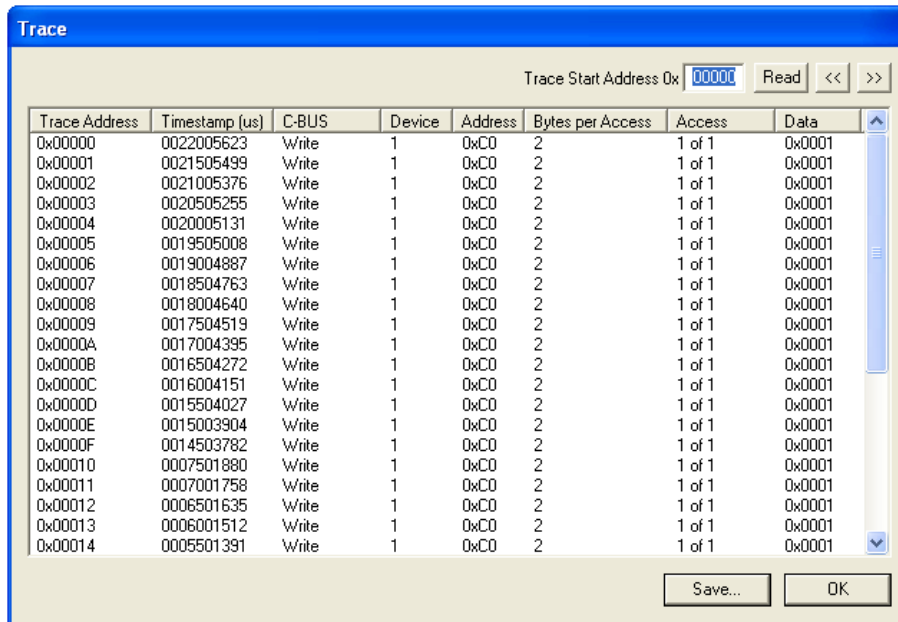 Trace
Trace Start Address 0x 00000 Read << >>
Trace Address Timestamp (us) C-BUS Device Address Bytes per Access Access Data
0x00000 0022005623 Write 1 0xC0 2 1 of 1 0x0001
0x00001 0021505499 Write 1 0xC0 2 1 of 1 0x0001
0x00002 0021005376 Write 1 0xC0 2 1 of 1 0x0001
0x00003 0020505255 Write 1 0xC0 2 1 of 1 0x0001
0x00004 0020005131 Write 1 0xC0 2 1 of 1 0x0001
0x00005 0019505008 Write 1 0xC0 2 1 of 1 0x0001
0x00006 0019004887 Write 1 0xC0 2 1 of 1 0x0001
0x00007 0018504763 Write 1 0xC0 2 1 of 1 0x0001
0x00008 0018004640 Write 1 0xC0 2 1 of 1 0x0001
0x00009 0017504519 Write 1 0xC0 2 1 of 1 0x0001
0x0000A 0017004395 Write 1 0xC0 2 1 of 1 0x0001
0x0000B 0016504272 Write 1 0xC0 2 1 of 1 0x0001
0x0000C 0016004151 Write 1 0xC0 2 1 of 1 0x0001
0x0000D 0015504027 Write 1 0xC0 2 1 of 1 0x0001
0x0000E 0015003904 Write 1 0xC0 2 1 of 1 0x0001
0x0000F 0014503782 Write 1 0xC0 2 1 of 1 0x0001
0x00010 0007501880 Write 1 0xC0 2 1 of 1 0x0001
0x00011 0007001758 Write 1 0xC0 2 1 of 1 0x0001
0x00012 0006501635 Write 1 0xC0 2 1 of 1 0x0001
0x00013 0006001512 Write 1 0xC0 2 1 of 1 0x0001
0x00014 0005501391 Write 1 0xC0 2 1 of 1 0x0001
Save... OK